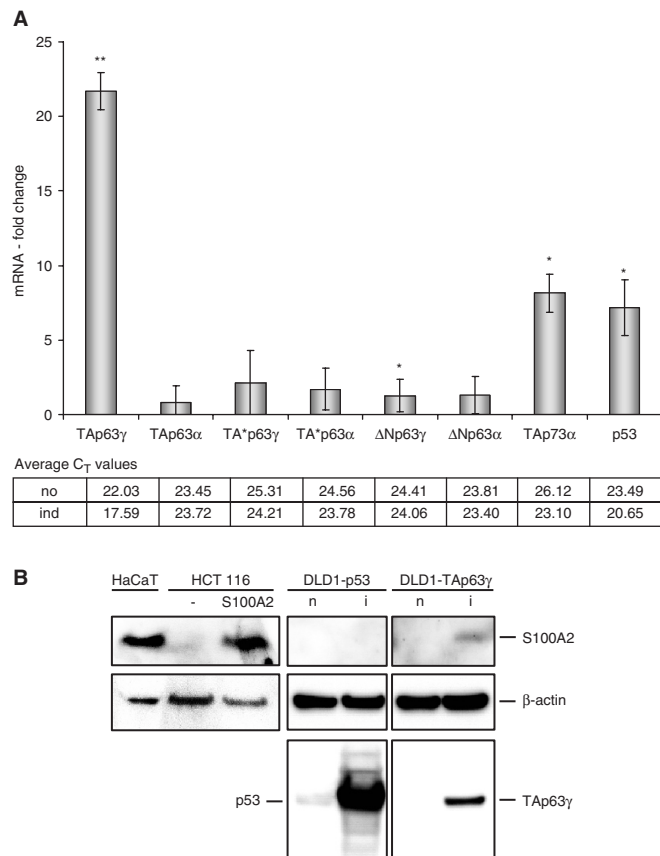 A
25
20
15
10
5
0
mRNA - fold change
** * * *
TAp63γ TAp63α TA*p63γ TA*p63α ΔNp63γ ΔNp63α TAp73α p53
Average CT values
no 22.03 23.45 25.31 24.56 24.41 23.81 26.12 23.49
ind 17.59 23.72 24.21 23.78 24.06 23.40 23.10 20.65
B
HaCaT HCT 116 DLD1-p53 DLD1-TAp63γ
- S100A2 n i n i
S100A2
β-actin
p53 TAp63γ